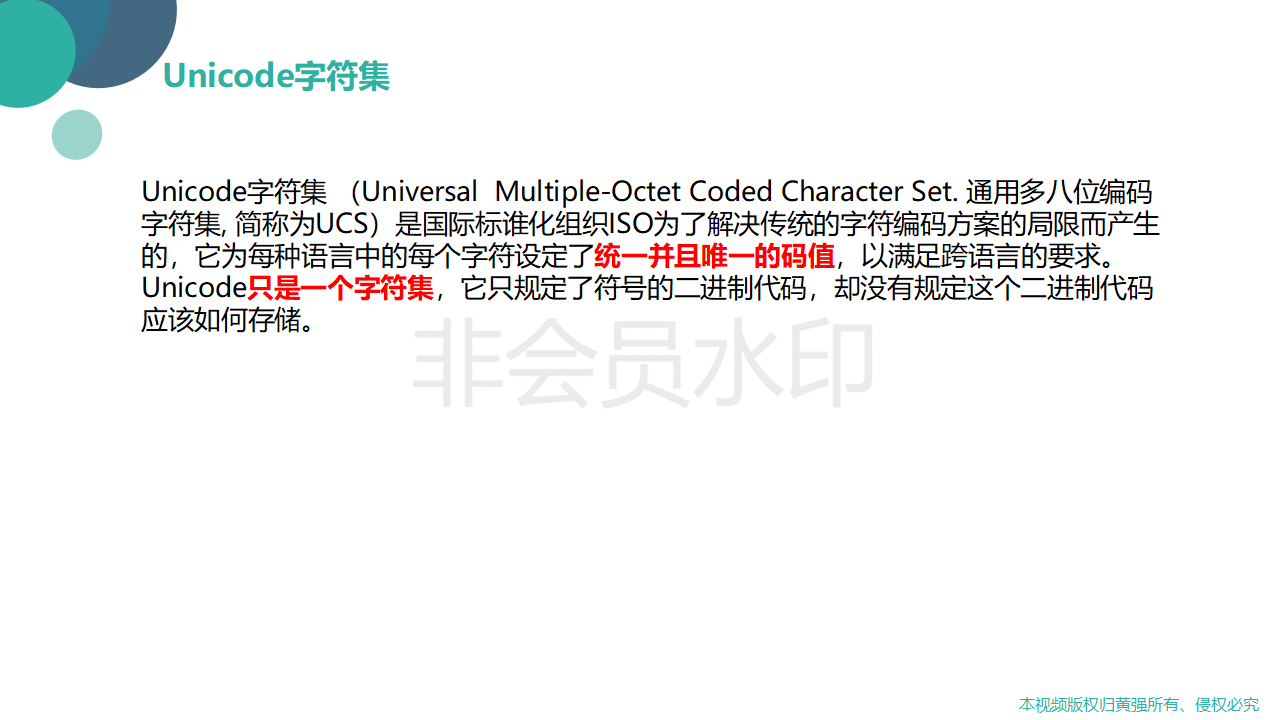 Unicode字符集
Unicode字符集 （Universal  Multiple-Octet Coded Character Set. 通用多八位编码
字符集, 简称为UCS）是国际标谁化组织ISO为了解决传统的字符编码方案的局限而产生
的，它为每种语言中的每个字符设定了统一并且唯一的码值，以满足跨语言的要求。
Unicode只是一个字符集，它只规定了符号的二进制代码，却没有规定这个二进制代码
应该如何存储。
非会员水印
本视频版权归黄强所有、侵权必究